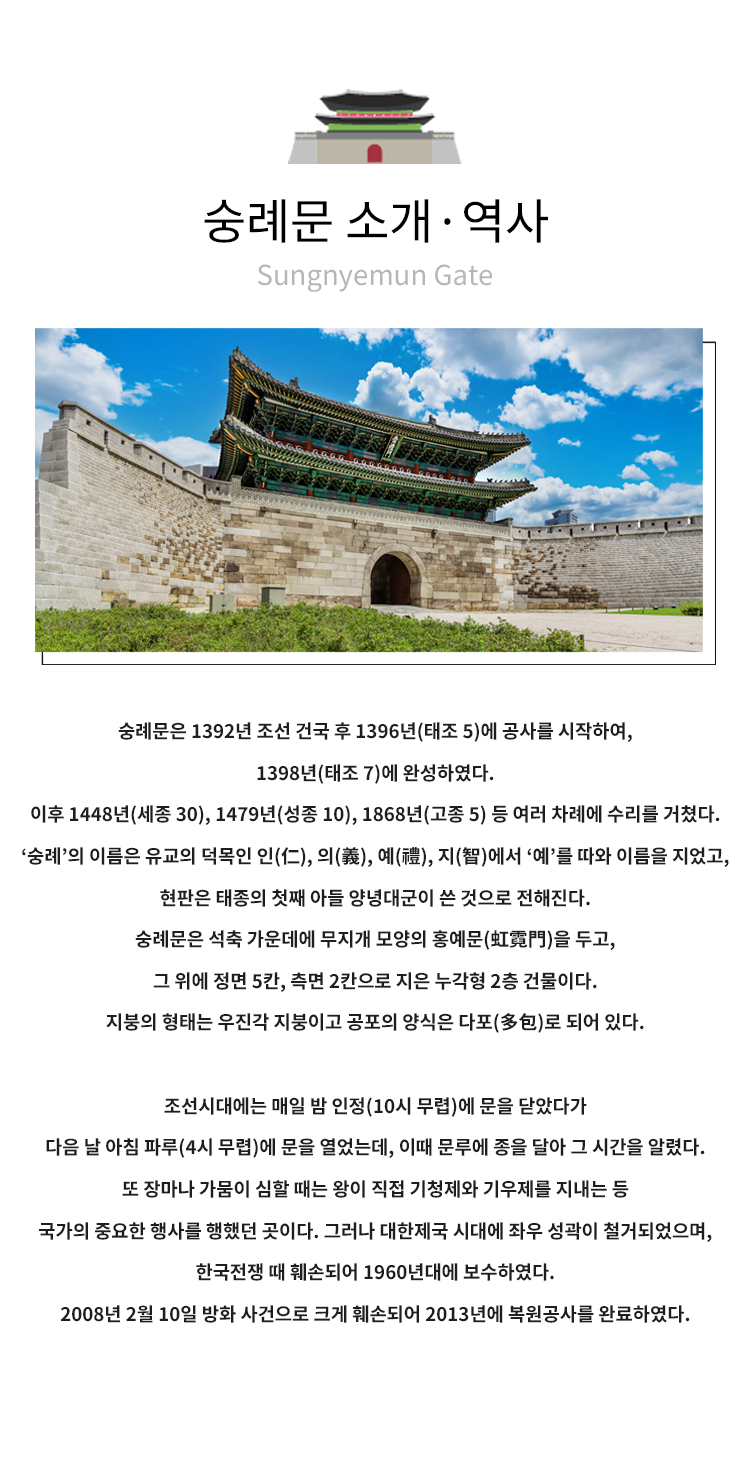 숭례문 소개·역사
Sungnyemun Gate
숭례문은 1392년 조선 건국 후 1396년(태조 5)에 공사를 시작하여,
1398년(태조 7)에 완성하였다.
이후 1448년(세종 30), 1479년(성종 10), 1868년(고종 5) 등 여러 차례에 수리를 거쳤다.
‘숭례’의 이름은 유교의 덕목인 인(仁), 의(義), 예(禮), 지(智)에서 ‘예’를 따와 이름을 지었고,
현판은 태종의 첫째 아들 양녕대군이 쓴 것으로 전해진다.
숭례문은 석축 가운데에 무지개 모양의 홍예문(虹霓門)을 두고,
그 위에 정면 5칸, 측면 2칸으로 지은 누각형 2층 건물이다.
지붕의 형태는 우진각 지붕이고 공포의 양식은 다포(多包)로 되어 있다.
조선시대에는 매일 밤 인정(10시 무렵)에 문을 닫았다가
다음 날 아침 파루(4시 무렵)에 문을 열었는데, 이때 문루에 종을 달아 그 시간을 알렸다.
또 장마나 가뭄이 심할 때는 왕이 직접 기청제와 기우제를 지내는 등
국가의 중요한 행사를 행했던 곳이다. 그러나 대한제국 시대에 좌우 성곽이 철거되었으며,
한국전쟁 때 훼손되어 1960년대에 보수하였다.
2008년 2월 10일 방화 사건으로 크게 훼손되어 2013년에 복원공사를 완료하였다.